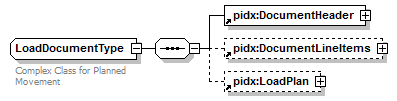 pidx:DocumentHeader
LoadDocumentType
pidx:DocumentLineItems
Complex Class for Planned
Movement
pidx:LoadPlan